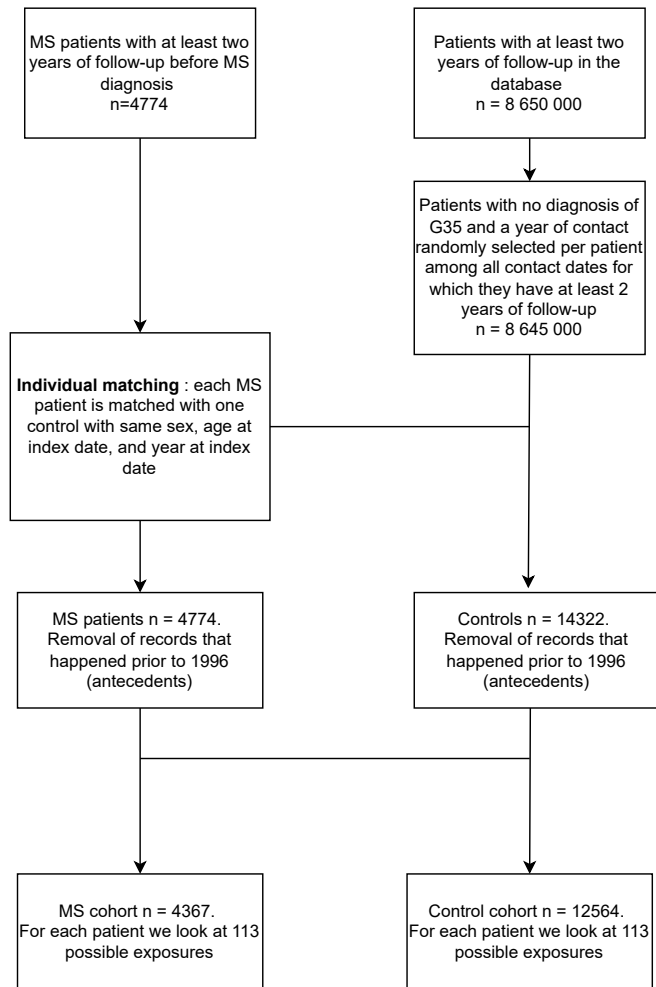 MS patients with at least two
years of follow-up before MS
diagnosis
n=4774
Patients with at least two
years of follow-up in the
database
n = 8 650 000
Patients with no diagnosis of
G35 and a year of contact
randomly selected per patient
among all contact dates for
which they have at least 2
years of follow-up
n = 8 645 000
Individual matching : each MS
patient is matched with one
control with same sex, age at
index date, and year at index
date
MS patients n = 4774.
Removal of records that
happened prior to 1996
(antecedents)
Controls n = 14322.
Removal of records that
happened prior to 1996
(antecedents)
MS cohort n = 4367.
For each patient we look at 113
possible exposures
Control cohort n = 12564.
For each patient we look at 113
possible exposures